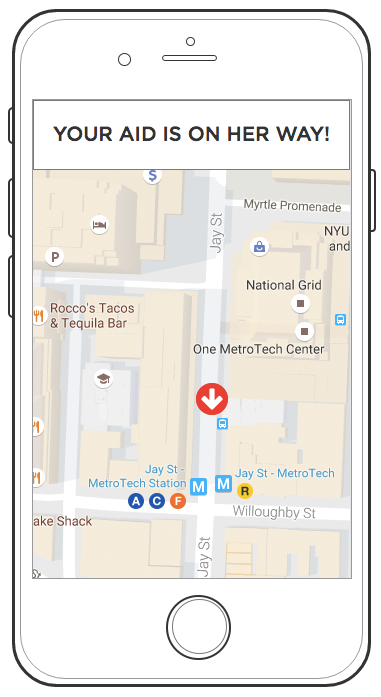 YOUR AID IS ON HER WAY!
$
Jay St
Myrtle Promenade
NYU
and
P
National Grid
Rocco's Tacos
& Tequila Bar
One MetroTech Center
Jay St -
MetroTech Station
M
M
Jay St - MetroTech
A
C
F
R
Willoughby St
ake Shack
Jay St